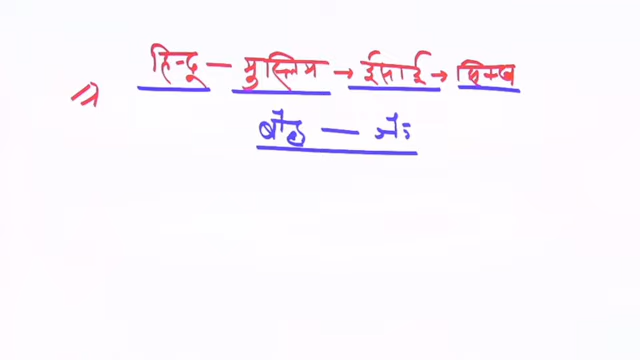 ⇒ हिन्दू — मुस्लिम → ईसाई → सिक्ख
बौद्ध —